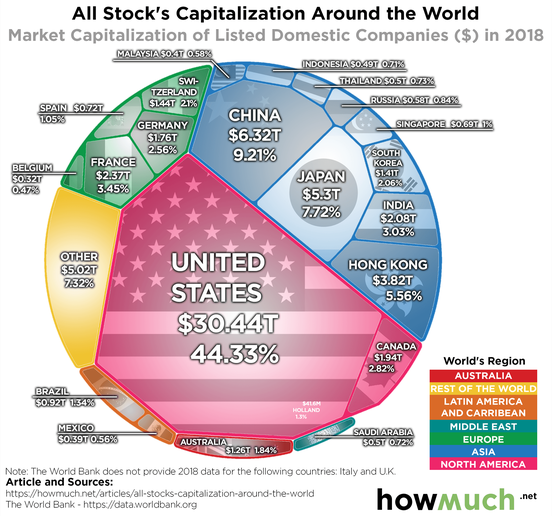 All Stock's Capitalization Around the World
Market Capitalization of Listed Domestic Companies ($) in 2018
MALAYSIA $0.4T 0.58%
INDONESIA $0.49T 0.71%
THAILAND $0.5T 0.73%
RUSSIA $0.58T 0.84%
SINGAPORE $0.69T 1%
SWI-
TZERLAND
$1.44T 2.1%
SPAIN $0.72T
1.05%
GERMANY
$1.76T
2.56%
CHINA
$6.32T
9.21%
SOUTH
KOREA
$1.41T
2.06%
BELGIUM
$0.32T
0.47%
FRANCE
$2.37T
3.45%
JAPAN
$5.3T
7.72%
INDIA
$2.08T
3.03%
OTHER
$5.02T
7.32%
UNITED
STATES
$30.44T
44.33%
HONG KONG
$3.82T
5.56%
CANADA
$1.94T
2.82%
$41.6M
HOLLAND
1.3%
BRAZIL
$0.92T 1.34%
MEXICO
$0.39T 0.56%
AUSTRALIA
$1.26T 1.84%
SAUDI ARABIA
$0.5T 0.72%
World's Region
AUSTRALIA
REST OF THE WORLD
LATIN AMERICA
AND CARRIBEAN
MIDDLE EAST
EUROPE
ASIA
NORTH AMERICA
Note: The World Bank does not provide 2018 data for the following countries: Italy and U.K.
Article and Sources:
https://howmuch.net/articles/all-stocks-capitalization-around-the-world
The World Bank - https://data.worldbank.org
howmuch.net